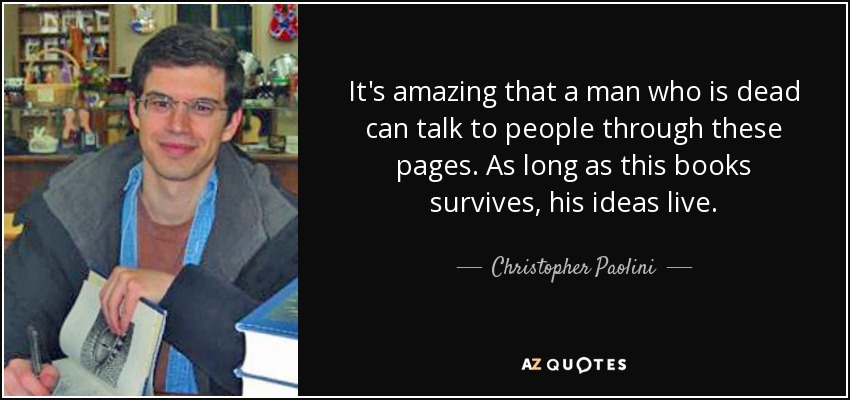 It's amazing that a man who is dead
can talk to people through these
pages. As long as this books
survives, his ideas live.
Christopher Paolini
AZ QUOTES